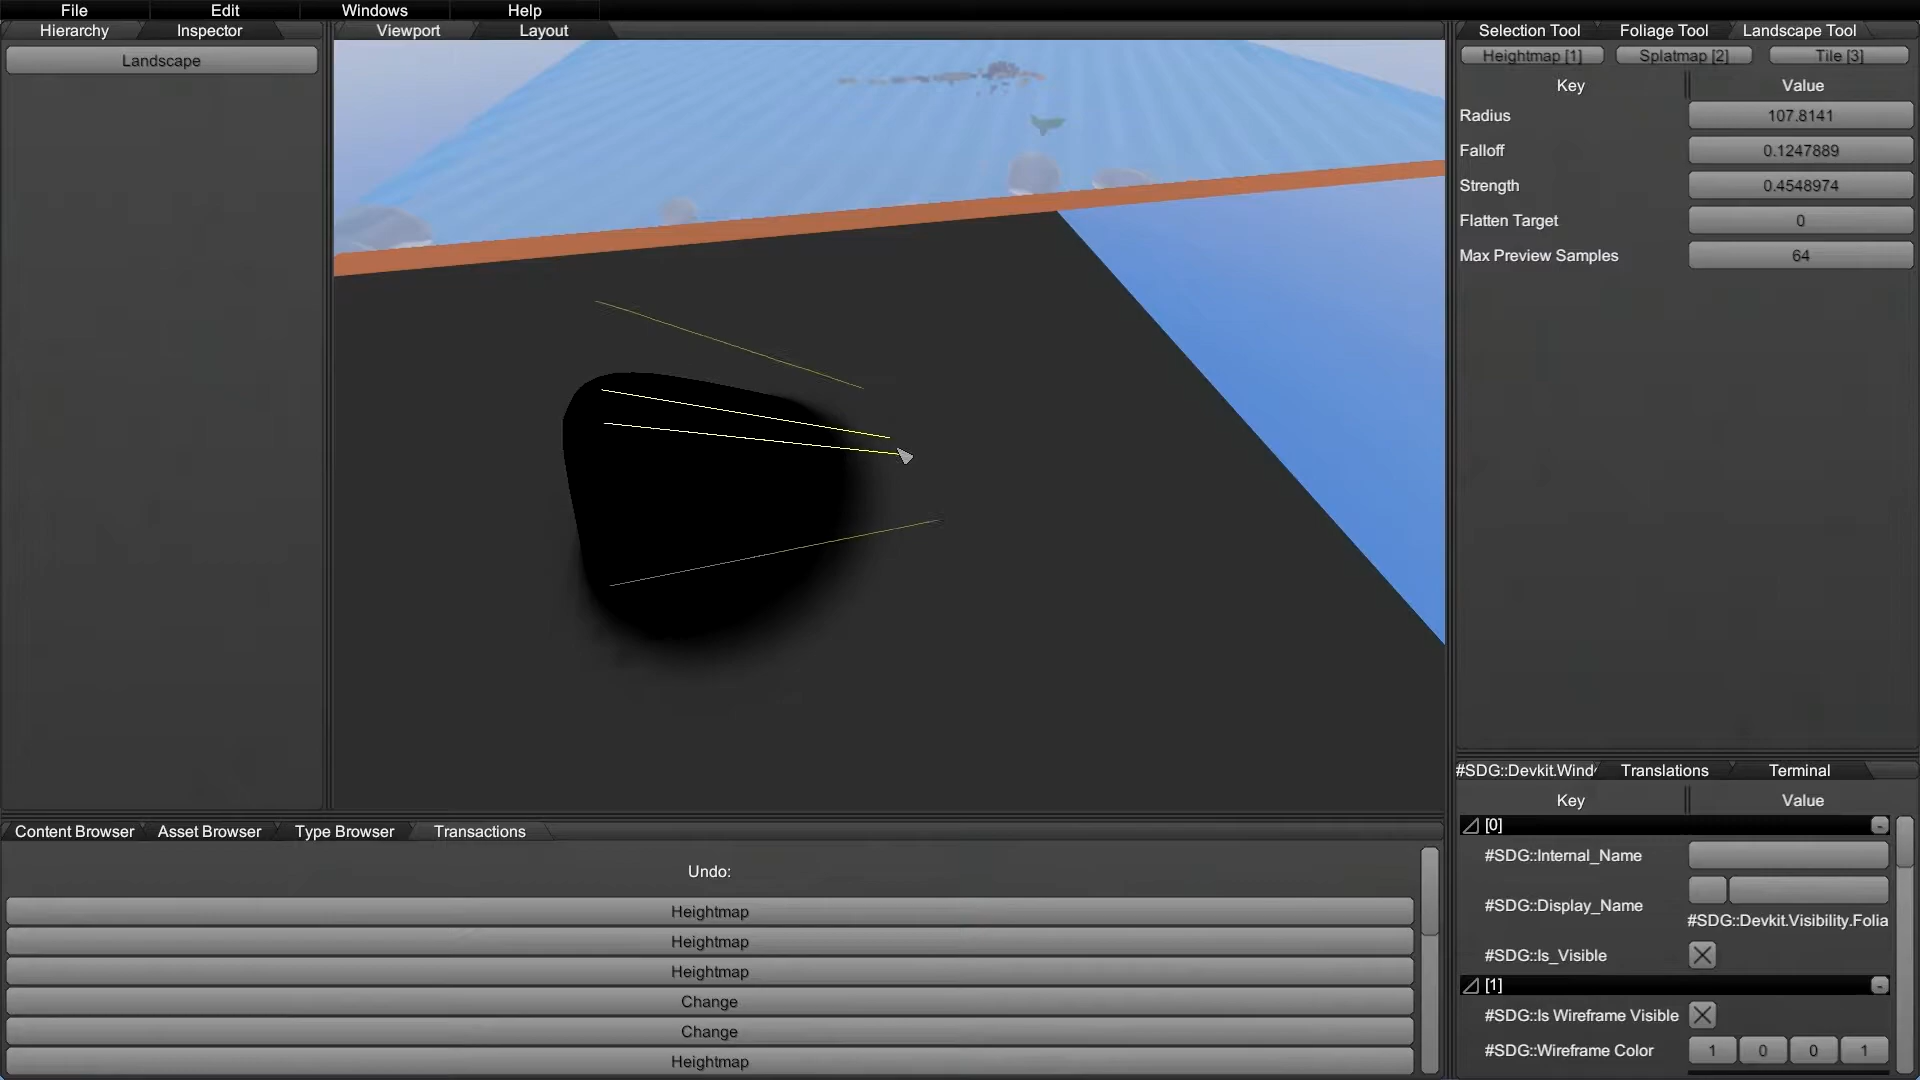 File Edit Windows Help
Hierarchy Inspector
Viewport Layout
Selection Tool Foliage Tool Landscape Tool
Landscape
Heightmap [1] Splatmap [2] Tile [3]
Key Value
Radius 107.8141
Falloff 0.1247889
Strength 0.4548974
Flatten Target 0
Max Preview Samples 64
Content Browser Asset Browser Type Browser Transactions
Undo:
Heightmap
Heightmap
Heightmap
Change
Change
Heightmap
#SDG::Devkit.Wind Translations Terminal
Key Value
[0] -
#SDG::Internal_Name
#SDG::Display_Name
#SDG::Devkit.Visibility.Folia
#SDG::Is_Visible
[1] -
#SDG::Is Wireframe Visible
#SDG::Wireframe Color 1 0 0 1